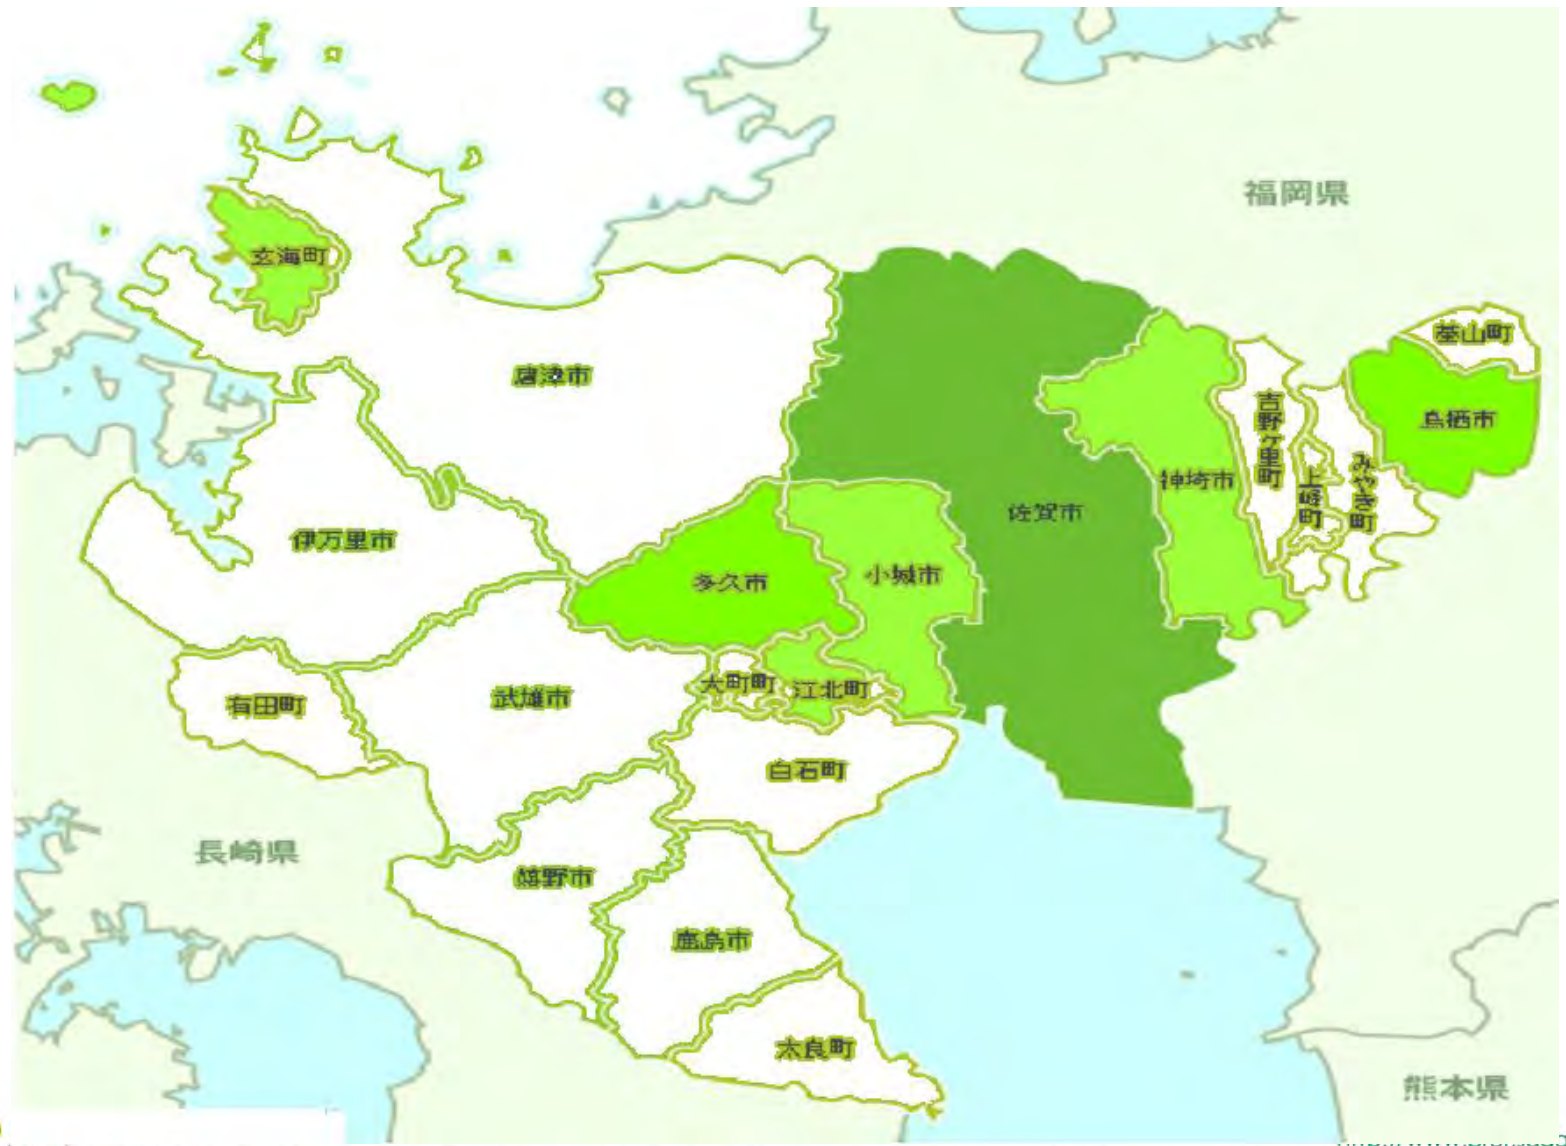 福岡県
玄海町
基山町
唐津市
鳥栖市
吉野ヶ里町
みやき町
神埼市
上峰町
佐賀市
伊万里市
小城市
多久市
大町町
江北町
武雄市
有田町
白石町
長崎県
嬉野市
鹿島市
太良町
熊本県